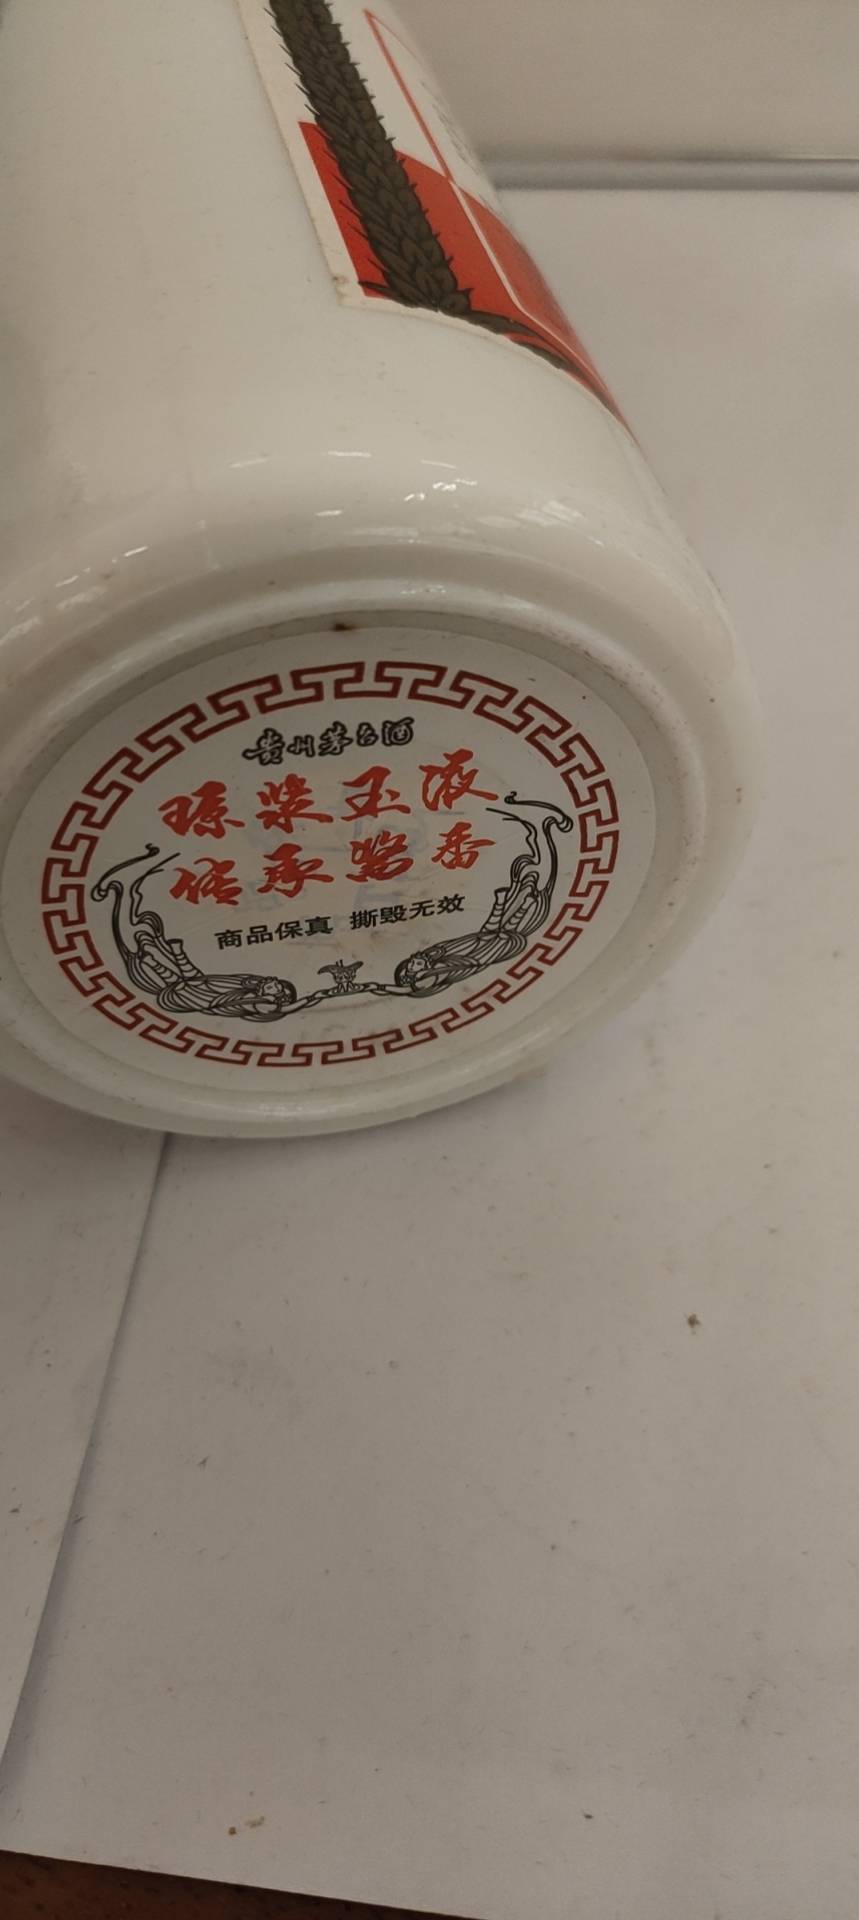 贵州茅台酒
琼浆玉液
传承酱香
商品保真 撕毁无效